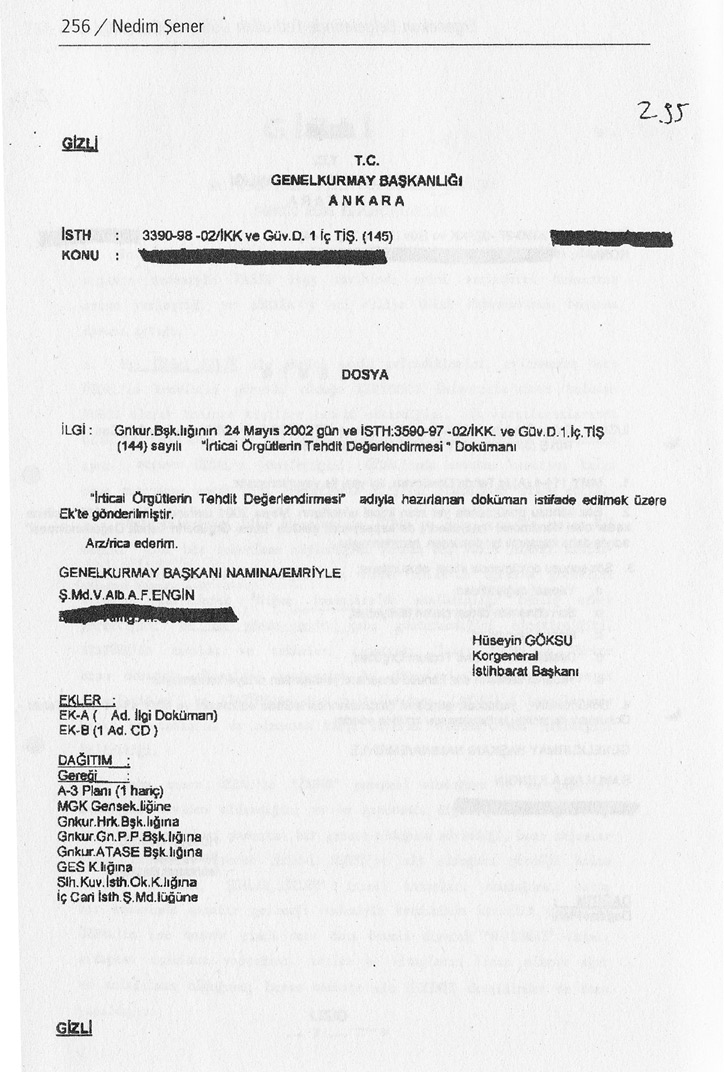 256 / Nedim Şener
2.95
GİZLİ
T.C.
GENELKURMAY BAŞKANLIĞI
ANKARA
İSTH : 3390-98 -02/İKK ve Güv.D. 1 İç TİŞ. (145)
KONU :
DOSYA
İLGİ : Gnkur.Bşk.lığının 24 Mayıs 2002 gün ve İSTH:3590-97 -02/İKK. ve Güv.D.1.İç.TİŞ
(144) sayılı "İrticai Örgütlerin Tehdit Değerlendirmesi " Dokümanı
"İrticai Örgütlerin Tehdit Değerlendirmesi" adıyla hazırlanan doküman istifade edilmek üzere
Ek'te gönderilmiştir.
Arz/rica ederim.
GENELKURMAY BAŞKANI NAMINA/EMRİYLE
Ş.Md.V.Alb.A.F.ENGİN
Hüseyin GÖKSU
Korgeneral
İstihbarat Başkanı
EKLER :
EK-A ( Ad. İlgi Doküman)
EK-B (1 Ad. CD )
DAĞITIM :
Gereği :
A-3 Planı (1 hariç)
MGK Gensek.liğine
Gnkur.Hrk.Bşk.lığına
Gnkur.Gn.P.P.Bşk.lığına
Gnkur.ATASE Bşk.lığına
GES K.lığına
Slh.Kuv.İsth.Ok.K.lığına
İç Cari İsth.Ş.Md.lüğüne
GİZLİ